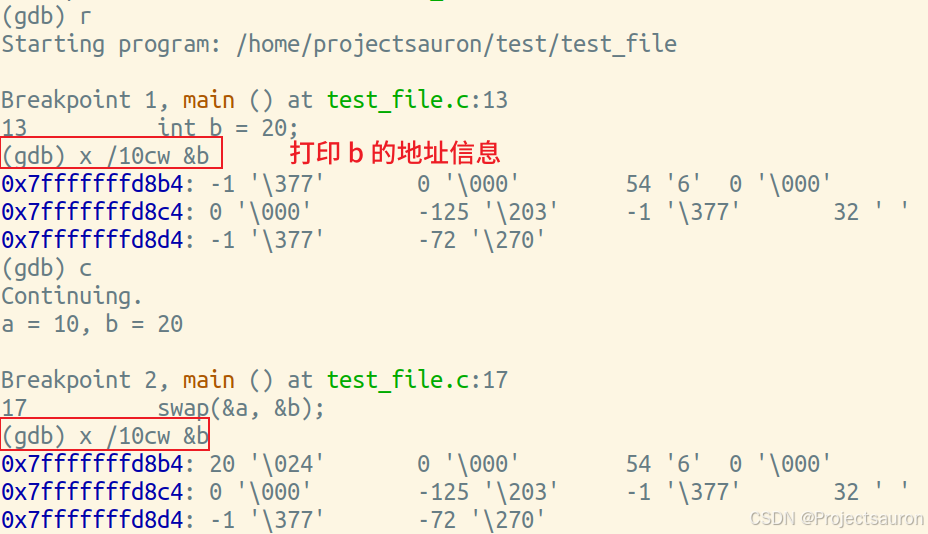 (gdb) r
Starting program: /home/projectsauron/test/test_file
Breakpoint 1, main () at test_file.c:13
13 int b = 20;
(gdb) x /10cw &b 打印 b 的地址信息
0x7fffffffd8b4: -1 '\377' 0 '\000' 54 '6' 0 '\000'
0x7fffffffd8c4: 0 '\000' -125 '\203' -1 '\377' 32 ' '
0x7fffffffd8d4: -1 '\377' -72 '\270'
(gdb) c
Continuing.
a = 10, b = 20
Breakpoint 2, main () at test_file.c:17
17 swap(&a, &b);
(gdb) x /10cw &b
0x7fffffffd8b4: 20 '\024' 0 '\000' 54 '6' 0 '\000'
0x7fffffffd8c4: 0 '\000' -125 '\203' -1 '\377' 32 ' '
0x7fffffffd8d4: -1 '\377' -72 '\270'
CSDN @Projectsauron